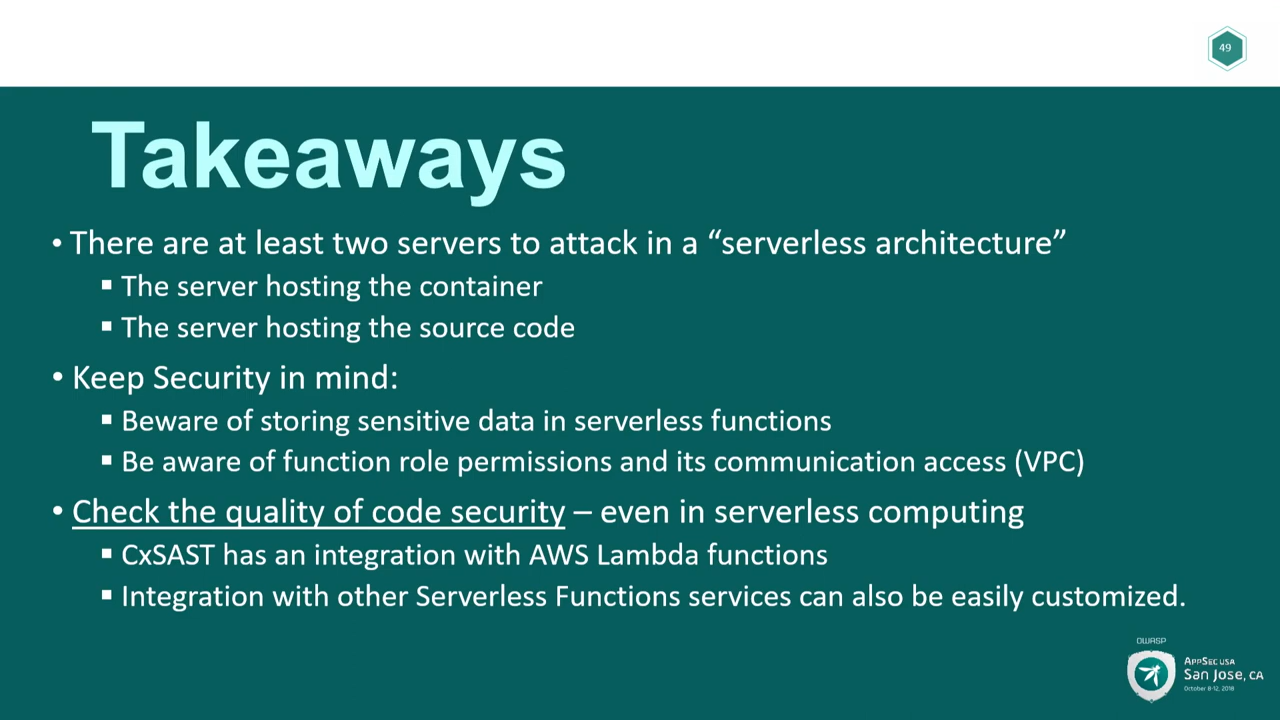 49
Takeaways
• There are at least two servers to attack in a “serverless architecture”
▪ The server hosting the container
▪ The server hosting the source code
• Keep Security in mind:
▪ Beware of storing sensitive data in serverless functions
▪ Be aware of function role permissions and its communication access (VPC)
• Check the quality of code security – even in serverless computing
▪ CxSAST has an integration with AWS Lambda functions
▪ Integration with other Serverless Functions services can also be easily customized.
OWASP
AppSec USA
San Jose, CA
October 8-12, 2018